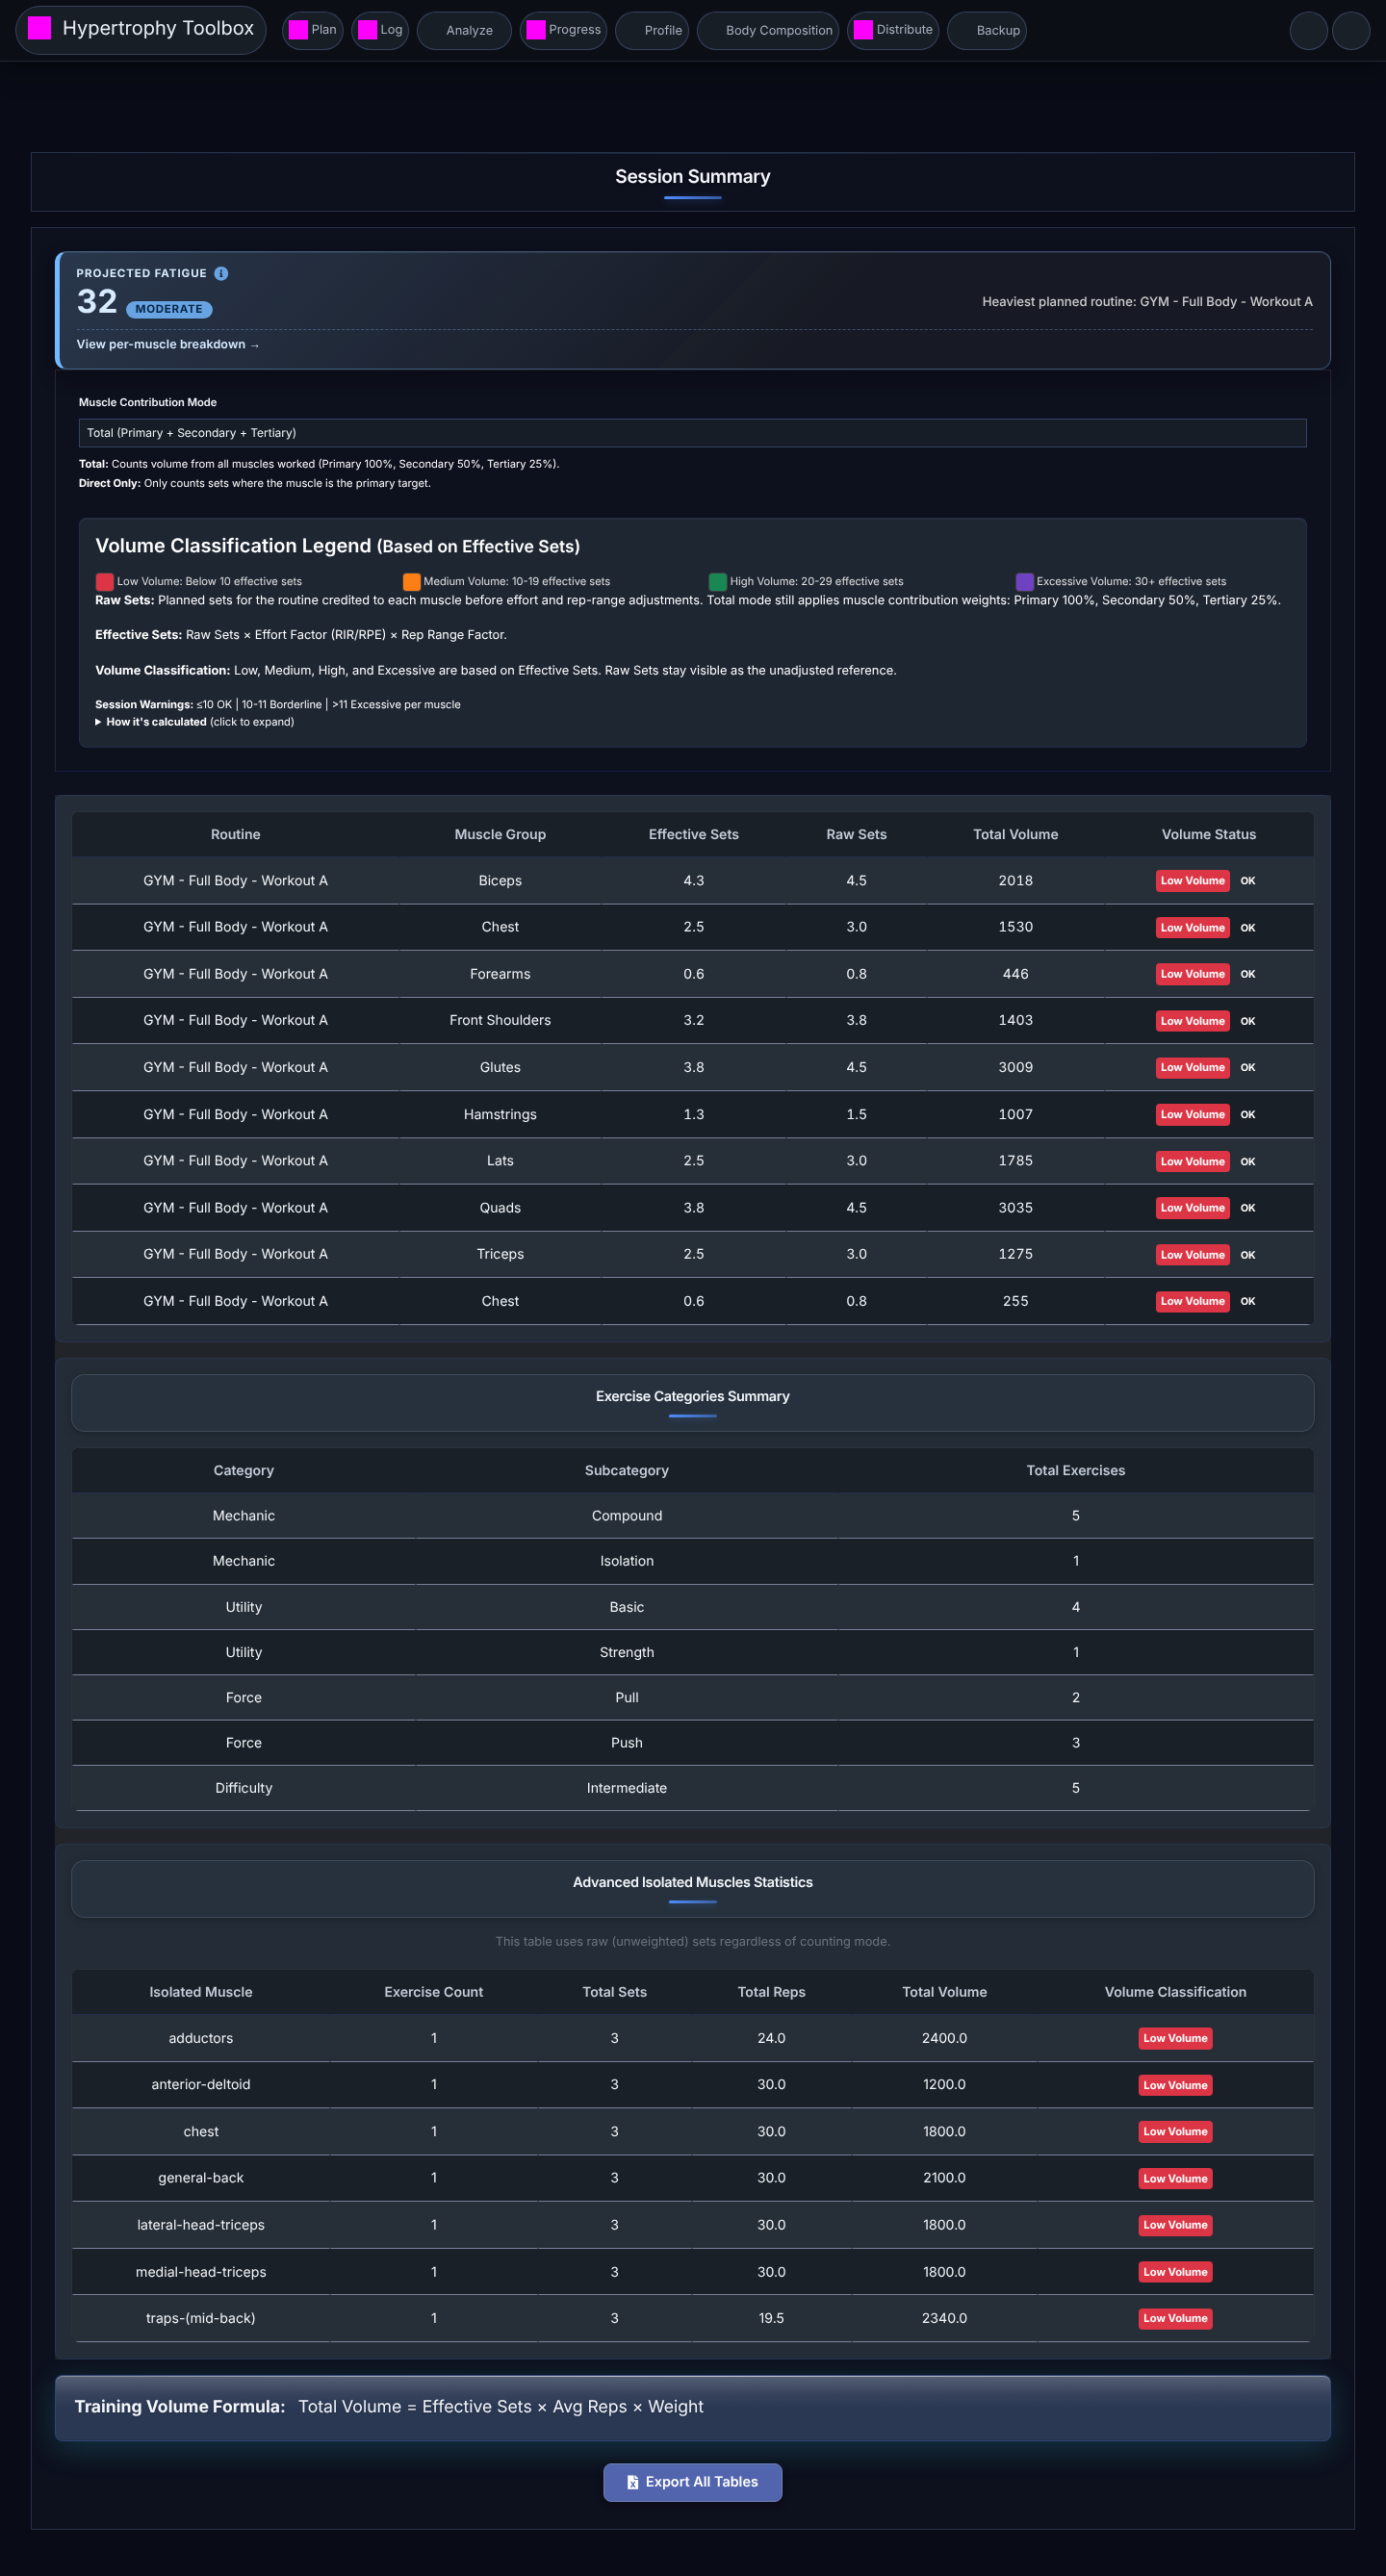 Hypertrophy Toolbox Plan Log Analyze Progress Profile Body Composition Distribute Backup
Session Summary
PROJECTED FATIGUE
32 MODERATE
Heaviest planned routine: GYM - Full Body - Workout A
View per-muscle breakdown →
Muscle Contribution Mode
Total (Primary + Secondary + Tertiary)
Total: Counts volume from all muscles worked (Primary 100%, Secondary 50%, Tertiary 25%).
Direct Only: Only counts sets where the muscle is the primary target.
Volume Classification Legend (Based on Effective Sets)
Low Volume: Below 10 effective sets Medium Volume: 10-19 effective sets High Volume: 20-29 effective sets Excessive Volume: 30+ effective sets
Raw Sets: Planned sets for the routine credited to each muscle before effort and rep-range adjustments. Total mode still applies muscle contribution weights: Primary 100%, Secondary 50%, Tertiary 25%.
Effective Sets: Raw Sets × Effort Factor (RIR/RPE) × Rep Range Factor.
Volume Classification: Low, Medium, High, and Excessive are based on Effective Sets. Raw Sets stay visible as the unadjusted reference.
Session Warnings: ≤10 OK | 10-11 Borderline | >11 Excessive per muscle
▶ How it's calculated (click to expand)
Routine Muscle Group Effective Sets Raw Sets Total Volume Volume Status
GYM - Full Body - Workout A Biceps 4.3 4.5 2018 Low Volume OK
GYM - Full Body - Workout A Chest 2.5 3.0 1530 Low Volume OK
GYM - Full Body - Workout A Forearms 0.6 0.8 446 Low Volume OK
GYM - Full Body - Workout A Front Shoulders 3.2 3.8 1403 Low Volume OK
GYM - Full Body - Workout A Glutes 3.8 4.5 3009 Low Volume OK
GYM - Full Body - Workout A Hamstrings 1.3 1.5 1007 Low Volume OK
GYM - Full Body - Workout A Lats 2.5 3.0 1785 Low Volume OK
GYM - Full Body - Workout A Quads 3.8 4.5 3035 Low Volume OK
GYM - Full Body - Workout A Triceps 2.5 3.0 1275 Low Volume OK
GYM - Full Body - Workout A Chest 0.6 0.8 255 Low Volume OK
Exercise Categories Summary
Category Subcategory Total Exercises
Mechanic Compound 5
Mechanic Isolation 1
Utility Basic 4
Utility Strength 1
Force Pull 2
Force Push 3
Difficulty Intermediate 5
Advanced Isolated Muscles Statistics
This table uses raw (unweighted) sets regardless of counting mode.
Isolated Muscle Exercise Count Total Sets Total Reps Total Volume Volume Classification
adductors 1 3 24.0 2400.0 Low Volume
anterior-deltoid 1 3 30.0 1200.0 Low Volume
chest 1 3 30.0 1800.0 Low Volume
general-back 1 3 30.0 2100.0 Low Volume
lateral-head-triceps 1 3 30.0 1800.0 Low Volume
medial-head-triceps 1 3 30.0 1800.0 Low Volume
traps-(mid-back) 1 3 19.5 2340.0 Low Volume
Training Volume Formula: Total Volume = Effective Sets × Avg Reps × Weight
Export All Tables